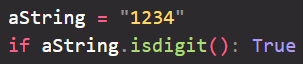 aString = "1234"
if aString.isdigit(): True